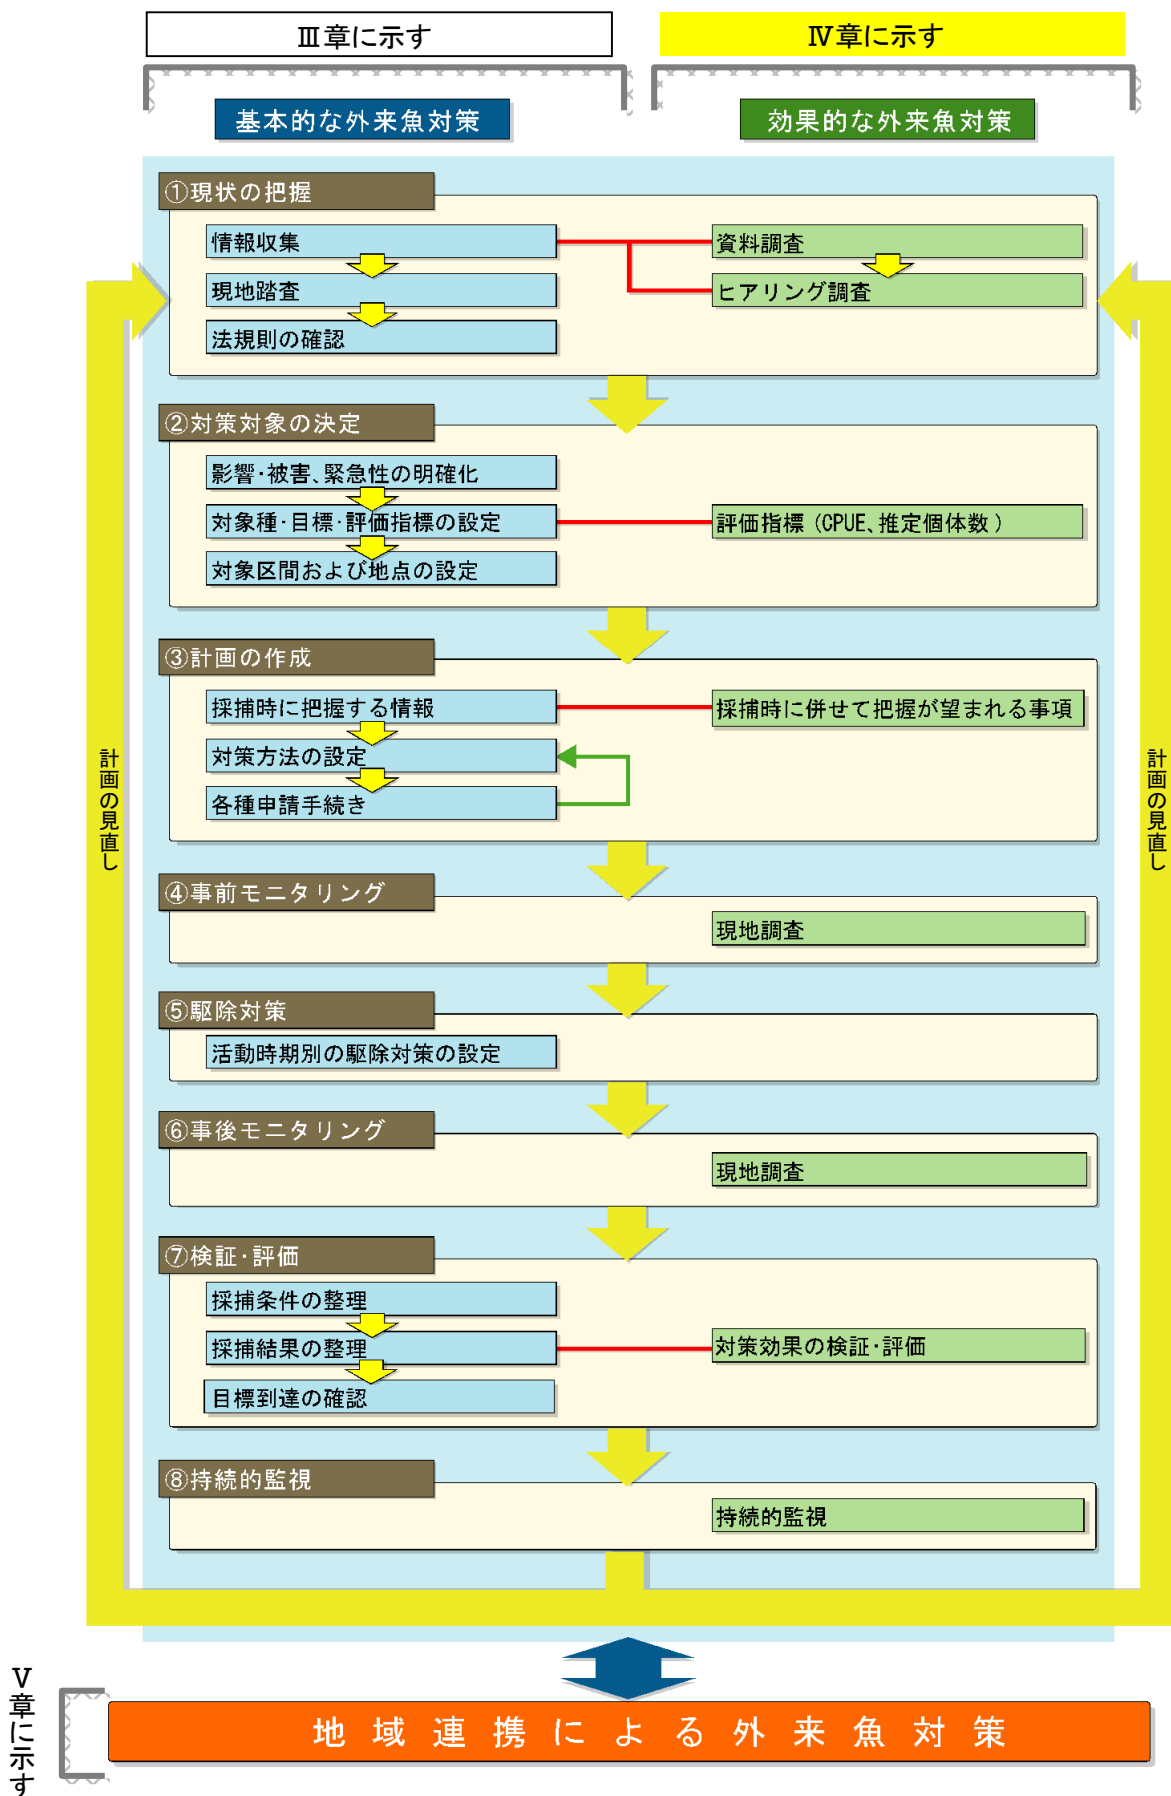 Ⅲ章に示す
Ⅳ章に示す
基本的な外来魚対策
効果的な外来魚対策
①現状の把握
情報収集
資料調査
現地踏査
ヒアリング調査
法規則の確認
②対策対象の決定
影響・被害、緊急性の明確化
対象種・目標・評価指標の設定
評価指標（CPUE、推定個体数）
対象区間および地点の設定
③計画の作成
採捕時に把握する情報
採捕時に併せて把握が望まれる事項
対策方法の設定
各種申請手続き
計画の見直し
計画の見直し
④事前モニタリング
現地調査
⑤駆除対策
活動時期別の駆除対策の設定
⑥事後モニタリング
現地調査
⑦検証・評価
採捕条件の整理
採捕結果の整理
対策効果の検証・評価
目標到達の確認
⑧持続的監視
持続的監視
Ⅴ章に示す
地域連携による外来魚対策